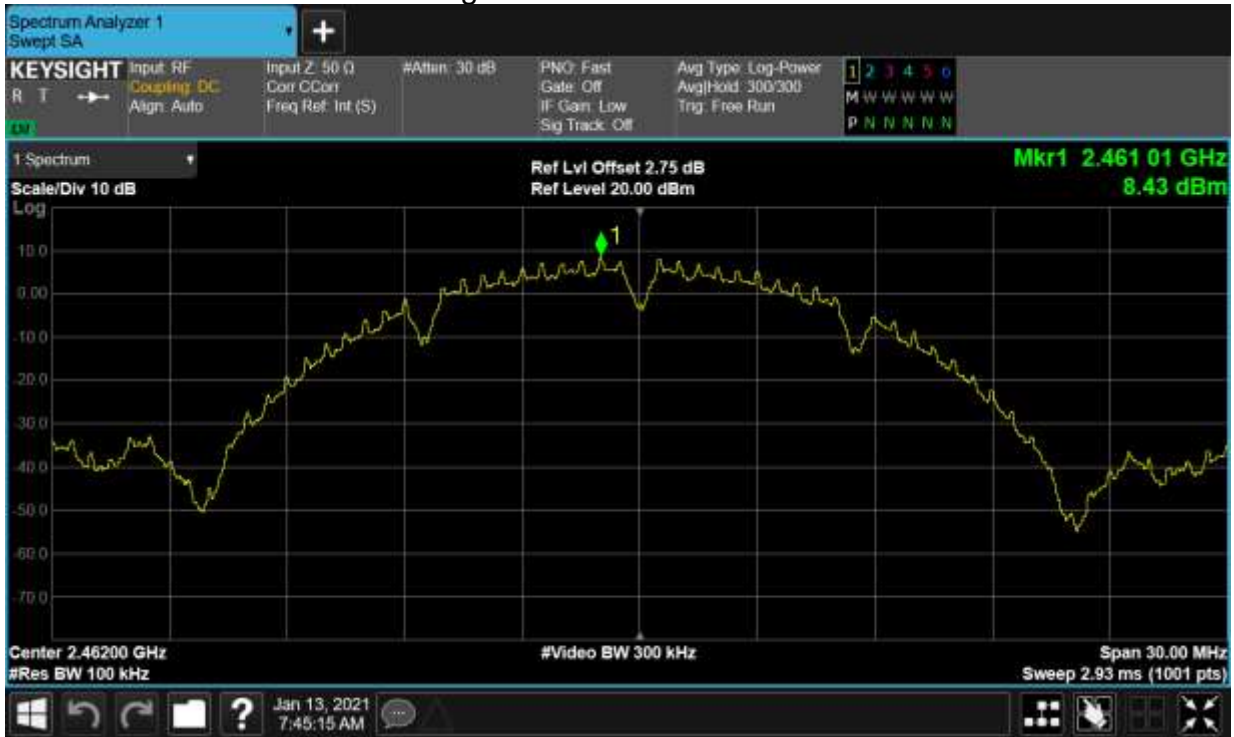 Spectrum Analyzer 1
Swept SA
KEYSIGHT
R T
Input: RF
Coupling: DC
Align: Auto
Input Z: 50 Ω
Corr CCorr
Freq Ref: Int (S)
#Atten: 30 dB
PNO: Fast
Gate: Off
IF Gain: Low
Sig Track: Off
Avg Type: Log-Power
Avg|Hold: 300/300
Trig: Free Run
1 2 3 4 5 6
M W W W W W
P N N N N N
1 Spectrum
Scale/Div 10 dB
Log
Ref Lvl Offset 2.75 dB
Ref Level 20.00 dBm
Mkr1 2.461 01 GHz
8.43 dBm
1
10.0
0.00
-10.0
-20.0
-30.0
-40.0
-50.0
-60.0
-70.0
Center 2.46200 GHz
#Res BW 100 kHz
#Video BW 300 kHz
Span 30.00 MHz
Sweep 2.93 ms (1001 pts)
?
Jan 13, 2021
7:45:15 AM